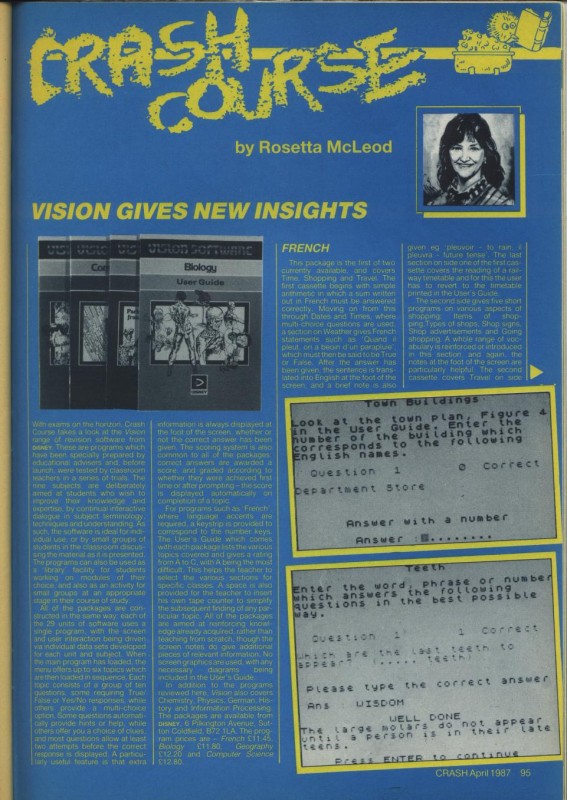 CRASH
COURSE
by Rosetta McLeod
VISION GIVES NEW INSIGHTS
VISION SOFTWARE
Biology
User Guide
With exams on the horizon, Crash
Course takes a look at the Vision
range of revision software from
These are programs which
have been specially prepared by
educational advisers and, before
launch, were tested by classroom
teachers in a series of trials. The
nine subjects are deliberately
aimed at students who wish to
improve their knowledge and
expertise, by continual interactive
dialogue in subject terminology,
techniques and understanding. As
such, the software is ideal for indi-
vidual use, or by small groups of
students in the classroom discuss-
ing the material as it is presented.
The programs can also be used as
a library facility for students
working on modules of their
choice, and also as an activity for
small groups at an appropriate
stage in their course of study.
All of the packages are con-
structed in the same way: each of
the 29 units of software uses a
single program, with the screen
and user interaction being driven
via individual data sets developed
for each unit and subject. When
the main program has loaded, the
menu offers up to six topics which
are then loaded in sequence. Each
topic consists of a group of ten
questions, some requiring True/
False or Yes/No responses, while
others provide a multi-choice
option. Some questions automati-
cally provide hints or help, while
others offer you a choice of clues,
and most questions allow at least
two attempts before the correct
response is displayed. A particu-
larly useful feature is that extra
information is always displayed at
the foot of the screen, whether or
not the correct answer has been
given. The scoring system is also
common to all of the packages:
correct answers are awarded a
score, and graded according to
whether they were achieved first
time or after prompting – the score
is displayed automatically on
completion of a topic.
For programs such as 'French',
where language accents are
required, a keystrip is provided to
correspond to the number keys.
The User's Guide which comes
with each package lists the various
topics covered and gives a rating
from A to C, with A being the most
difficult. This helps the teacher to
select the various sections for
specific classes. A space is also
provided for the teacher to insert
his own tape counter to simplify
the subsequent finding of any par-
ticular topic. All of the packages
are aimed at reinforcing know-
ledge already acquired, rather than
teaching from scratch, though the
screen notes do give additional
pieces of relevant information. No
screen graphics are used, with any
necessary diagrams being
included in the User's Guide.
In addition to the programs
reviewed here, Vision also covers
Chemistry, Physics, German, His-
tory and Information Processing.
The packages are available from
6 Pilkington Avenue, Sut-
ton Coldfield, B72 1LA. The prog-
ram prices are – French £11.45,
Biology £11.80, Geography
£12.20 and Computer Science
£12.80.
FRENCH
This package is the first of two
currently available, and covers
Time, Shopping and Travel. The
first cassette begins with simple
arithmetic in which a sum written
out in French must be answered
correctly. Moving on from this
through Dates and Times, where
multi-choice questions are used,
a section on Weather gives French
statements such as 'Quand il
pleut, on a besoin d'un parapluie',
which must then be said to be True
or False. After the answer has
been given, the sentence is trans-
lated into English at the foot of the
screen, and a brief note is also
given eg. 'pleuvoir – to rain, il
pleuvra – future tense'. The last
section on side one of the first cas-
sette covers the reading of a rail-
way timetable and for this the user
has to revert to the timetable
printed in the User's Guide.
The second side gives five short
programs on various aspects of
shopping: Items of shop-
ping, Types of shops, Shop signs,
Shop advertisements and Going
shopping. A whole range of voc-
abulary is reinforced or introduced
in this section, and again, the
notes at the foot of the screen are
particularly helpful. The second
cassette covers Travel on side
Town Buildings
Look at the town plan, Figure 4
in the User Guide. Enter the
number of the building which
corresponds to the following
English names.
Question 1 0 Correct
Department Store
Answer with a number
Answer :
Teeth
Enter the word, phrase or number
which answers the following
questions in the best possible
way.
Question Correct
Which are the last teeth to
appear? (..... teeth)
Please type the correct answer
Ans WISDOM
WELL DONE
The large molars do not appear
until a person is in their late
teens.
Press ENTER to continue
CRASH April 1987 95